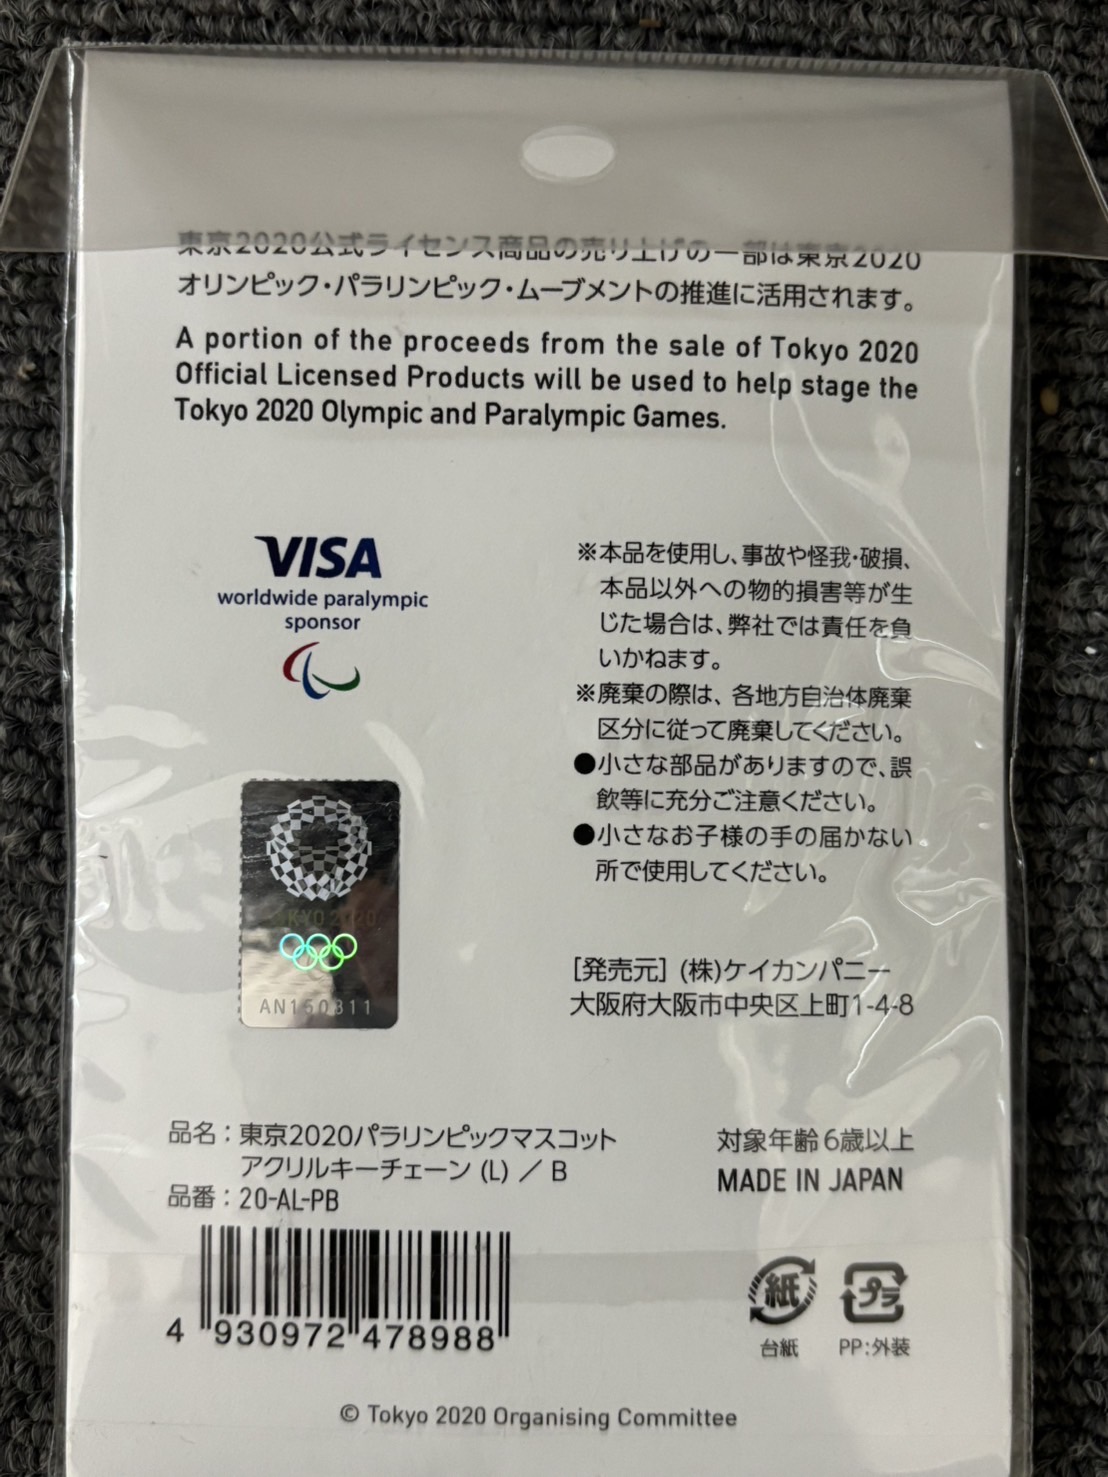 東京2020公式ライセンス商品の売り上げの一部は東京2020
オリンピック・パラリンピック・ムーブメントの推進に活用されます。
A portion of the proceeds from the sale of Tokyo 2020
Official Licensed Products will be used to help stage the
Tokyo 2020 Olympic and Paralympic Games.
VISA
worldwide paralympic
sponsor
※本品を使用し、事故や怪我・破損、
本品以外への物的損害等が生
じた場合は、弊社では責任を負
いかねます。
※廃棄の際は、各地方自治体廃棄
区分に従って廃棄してください。
●小さな部品がありますので、誤
飲等に充分ご注意ください。
●小さなお子様の手の届かない
所で使用してください。
TOKYO 2020
AN150311
[発売元] (株)ケイカンパニー
大阪府大阪市中央区上町1-4-8
品名：東京2020パラリンピックマスコット
アクリルキーチェーン (L) ／ B
品番：20-AL-PB
対象年齢6歳以上
MADE IN JAPAN
4 930972 478988
紙
台紙
プラ
PP:外装
© Tokyo 2020 Organising Committee